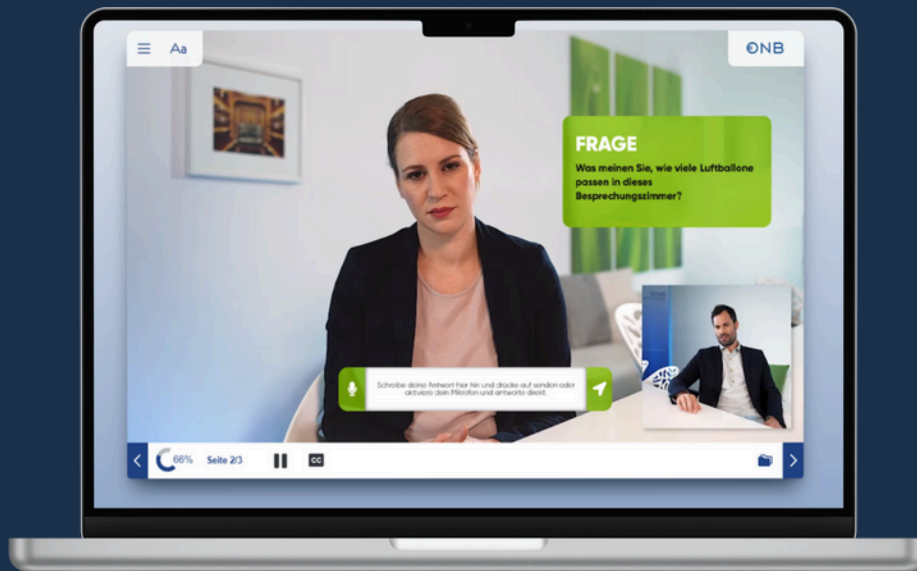 Aa
ONB
FRAGE
Was meinen Sie, wie viele Luftballone
passen in dieses
Besprechungszimmer?
ONB
Schreibe deine Antwort hier hin und drücke auf senden oder
aktiviere dein Mikrofon und antworte direkt.
66%
Seite 2/3
CC